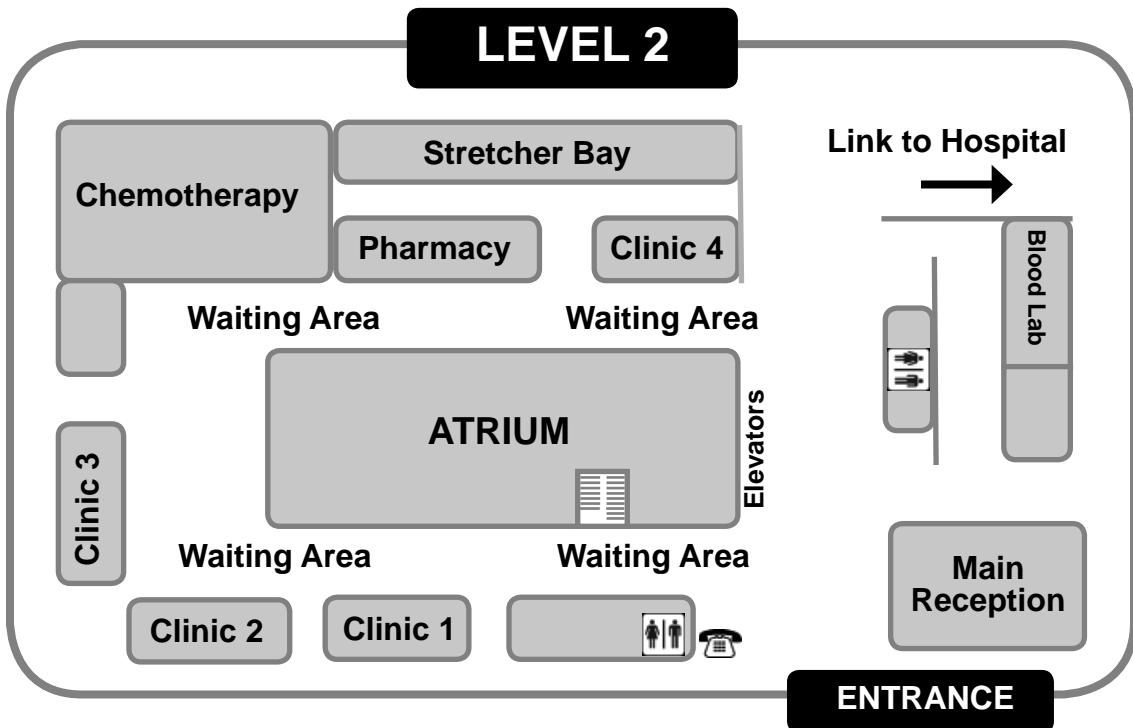 LEVEL 2
Stretcher Bay
Link to Hospital
Chemotherapy
Pharmacy
Clinic 4
Blood Lab
Waiting Area
Waiting Area
ATRIUM
Elevators
Clinic 3
Waiting Area
Waiting Area
Main
Reception
Clinic 2
Clinic 1
ENTRANCE